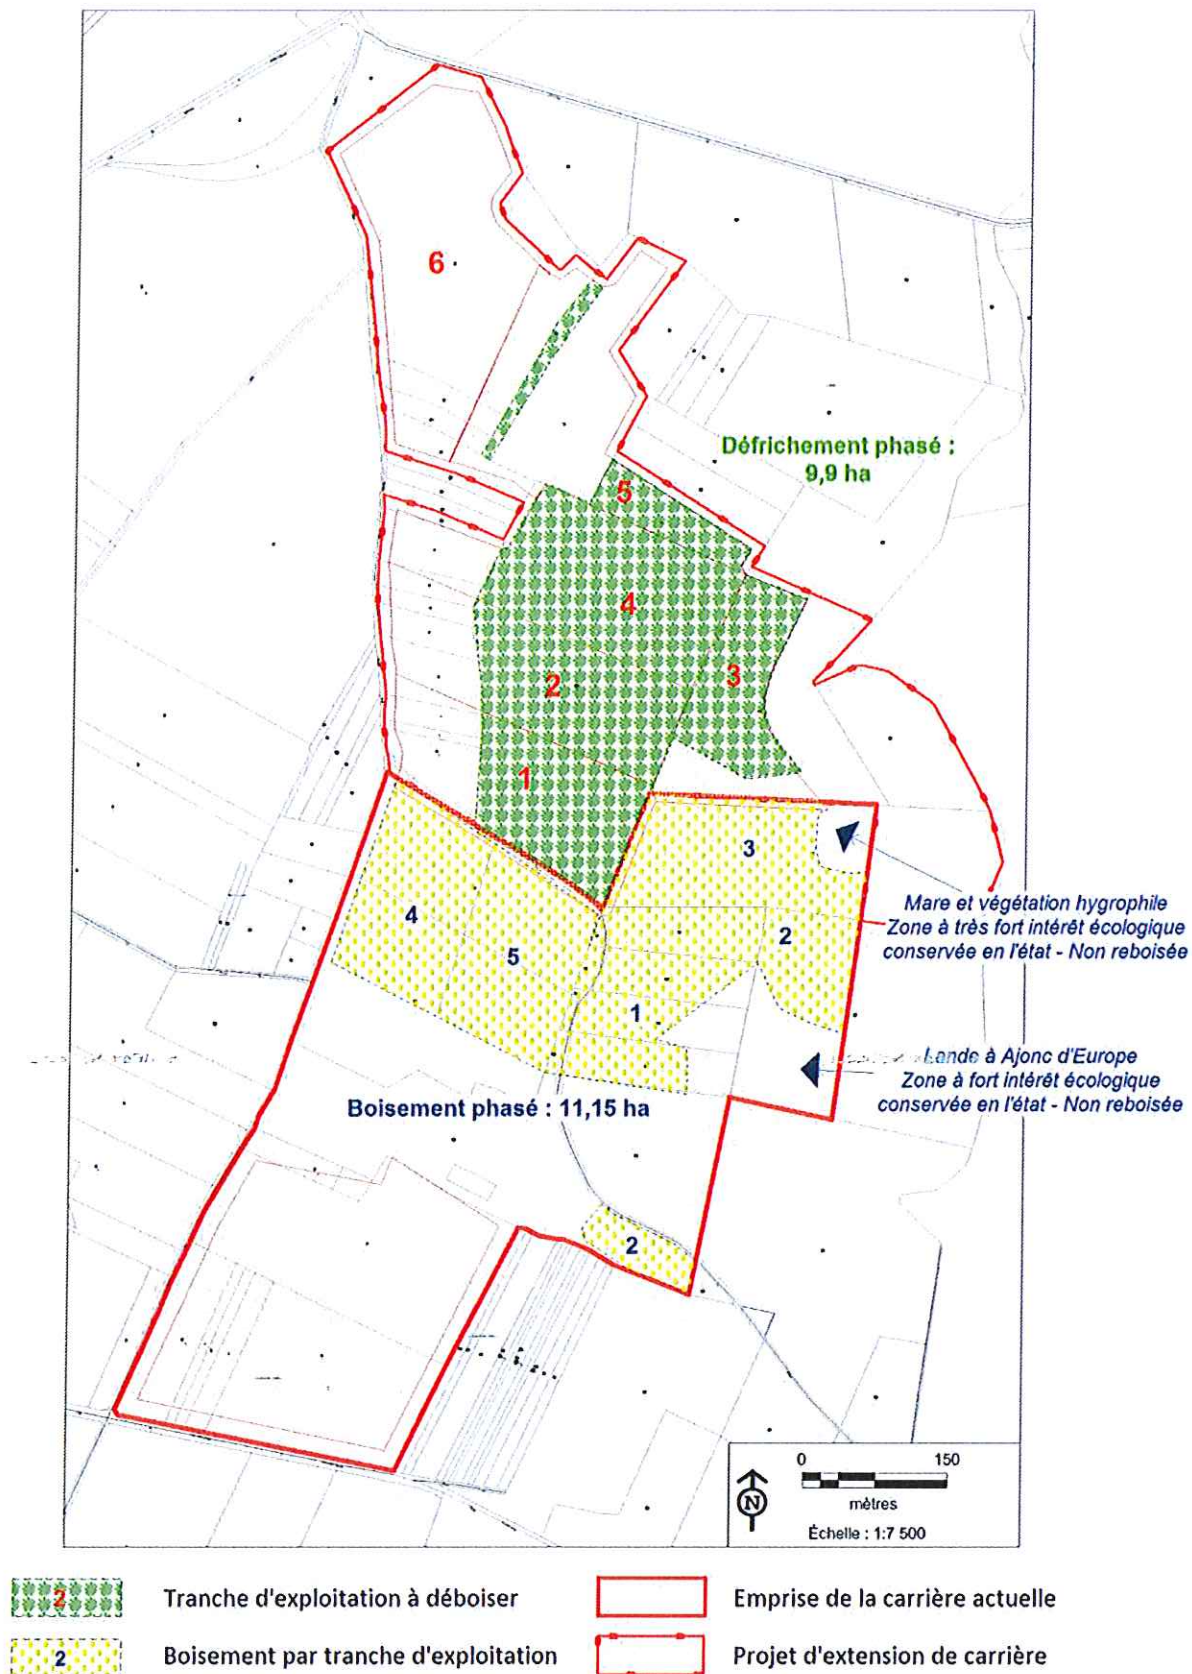 6
Défrichement phasé :
9,9 ha
5
4
3
2
1
3
4
2
5
1
Mare et végétation hygrophile
Zone à très fort intérêt écologique
conservée en l'état - Non reboisée
Lande à Ajonc d'Europe
Zone à fort intérêt écologique
conservée en l'état - Non reboisée
Boisement phasé : 11,15 ha
2
0 150
mètres
N
Échelle : 1:7 500
2 Tranche d'exploitation à déboiser
Emprise de la carrière actuelle
2 Boisement par tranche d'exploitation
Projet d'extension de carrière